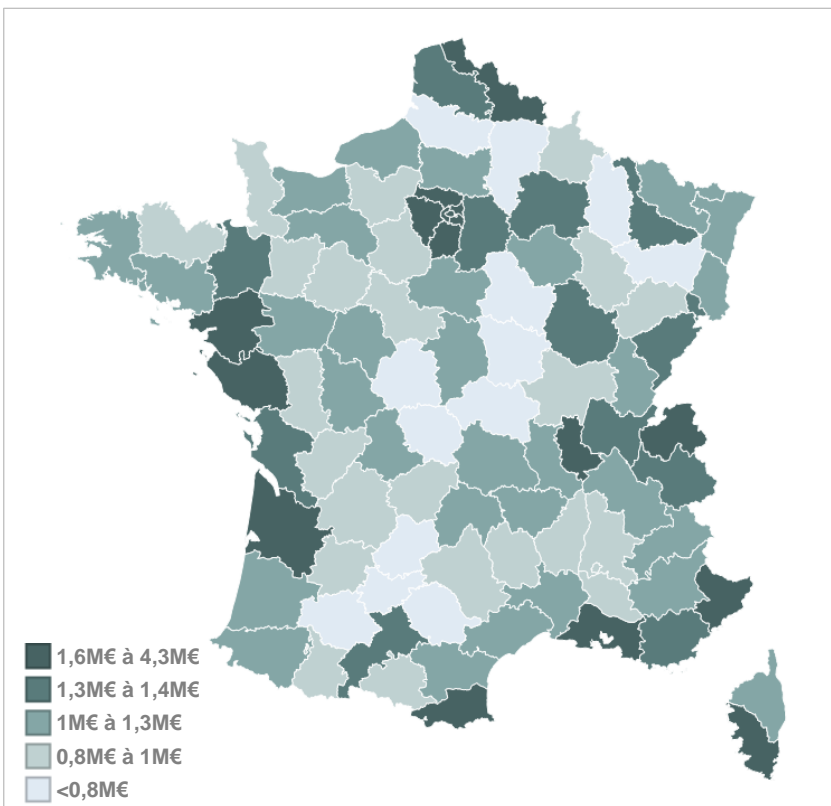 1,6M€ à 4,3M€
1,3M€ à 1,4M€
1M€ à 1,3M€
0,8M€ à 1M€
<0,8M€